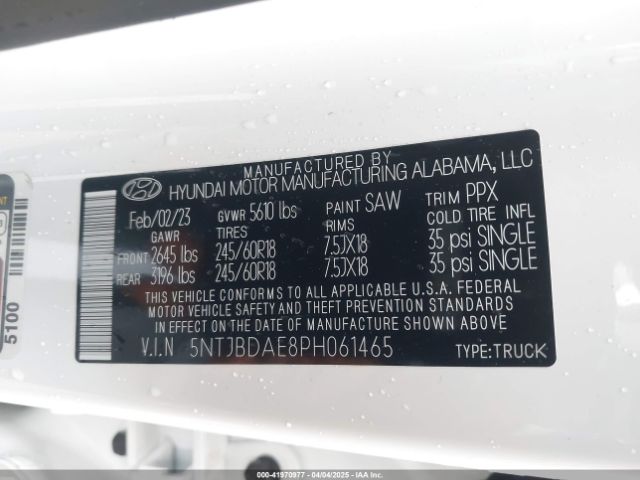 MANUFACTURED BY
HYUNDAI MOTOR MANUFACTURING ALABAMA, LLC
Feb/02/23 GVWR 5610 lbs PAINT SAW TRIM PPX
GAWR TIRES RIMS COLD TIRE INFL
FRONT 2645 lbs 245/60R18 7.5JX18 35 psi SINGLE
REAR 3196 lbs 245/60R18 7.5JX18 35 psi SINGLE
THIS VEHICLE CONFORMS TO ALL APPLICABLE U.S.A. FEDERAL
MOTOR VEHICLE SAFETY AND THEFT PREVENTION STANDARDS
IN EFFECT ON THE DATE OF MANUFACTURE SHOWN ABOVE
V.I.N 5NTJBDAE8PH061465 TYPE:TRUCK
5100
000-41970977 - 04/04/2025 - IAAI.COM